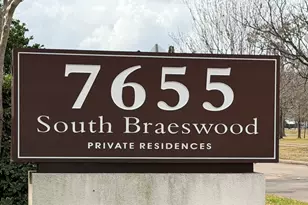 7655
South Braeswood
PRIVATE RESIDENCES